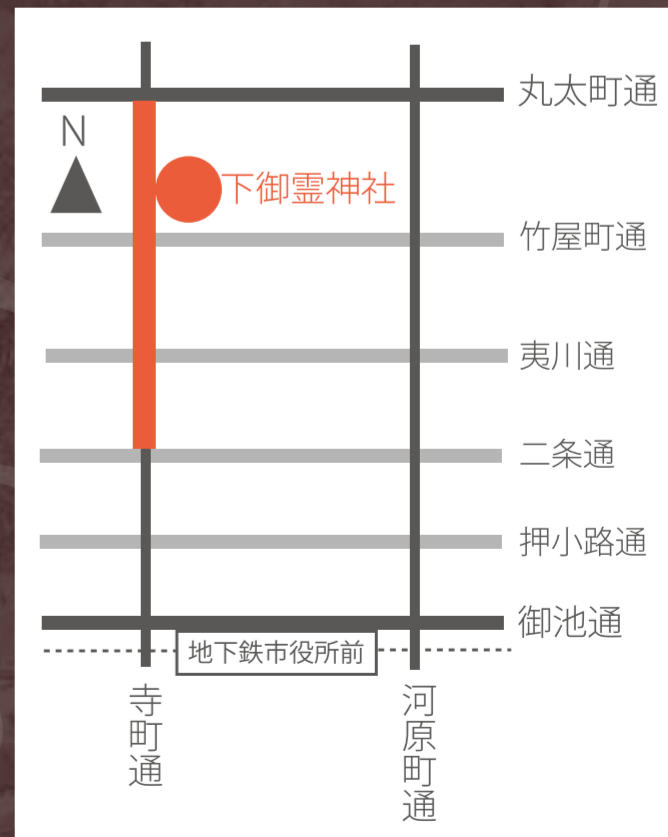 丸太町通
N
下御霊神社
竹屋町通
夷川通
二条通
押小路通
御池通
地下鉄市役所前
寺町通
河原町通